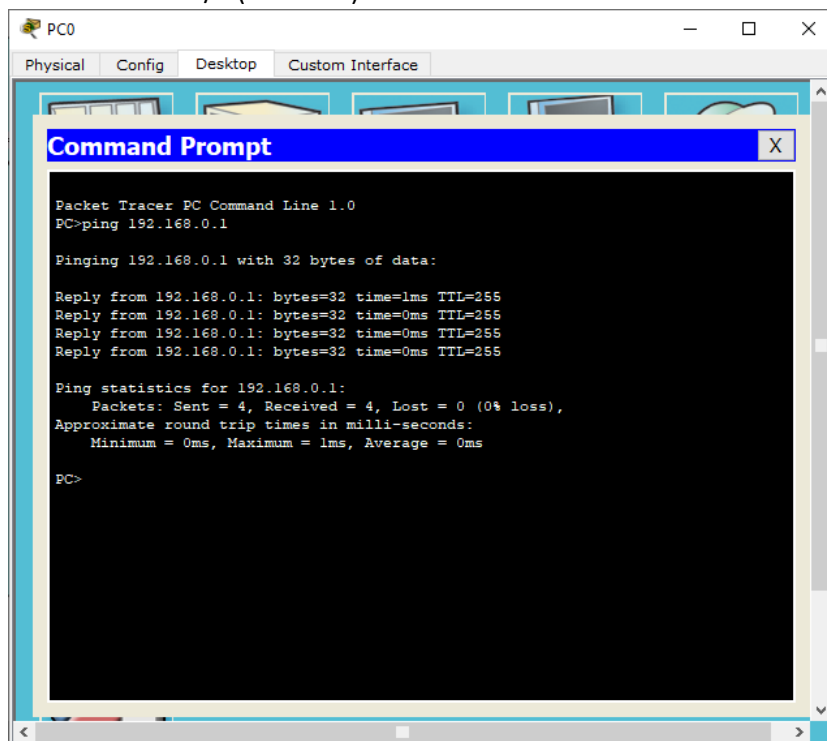 PC0
Physical Config Desktop Custom Interface
Command Prompt X
Packet Tracer PC Command Line 1.0
PC>ping 192.168.0.1
Pinging 192.168.0.1 with 32 bytes of data:
Reply from 192.168.0.1: bytes=32 time=1ms TTL=255
Reply from 192.168.0.1: bytes=32 time=0ms TTL=255
Reply from 192.168.0.1: bytes=32 time=0ms TTL=255
Reply from 192.168.0.1: bytes=32 time=0ms TTL=255
Ping statistics for 192.168.0.1:
Packets: Sent = 4, Received = 4, Lost = 0 (0% loss),
Approximate round trip times in milli-seconds:
Minimum = 0ms, Maximum = 1ms, Average = 0ms
PC>